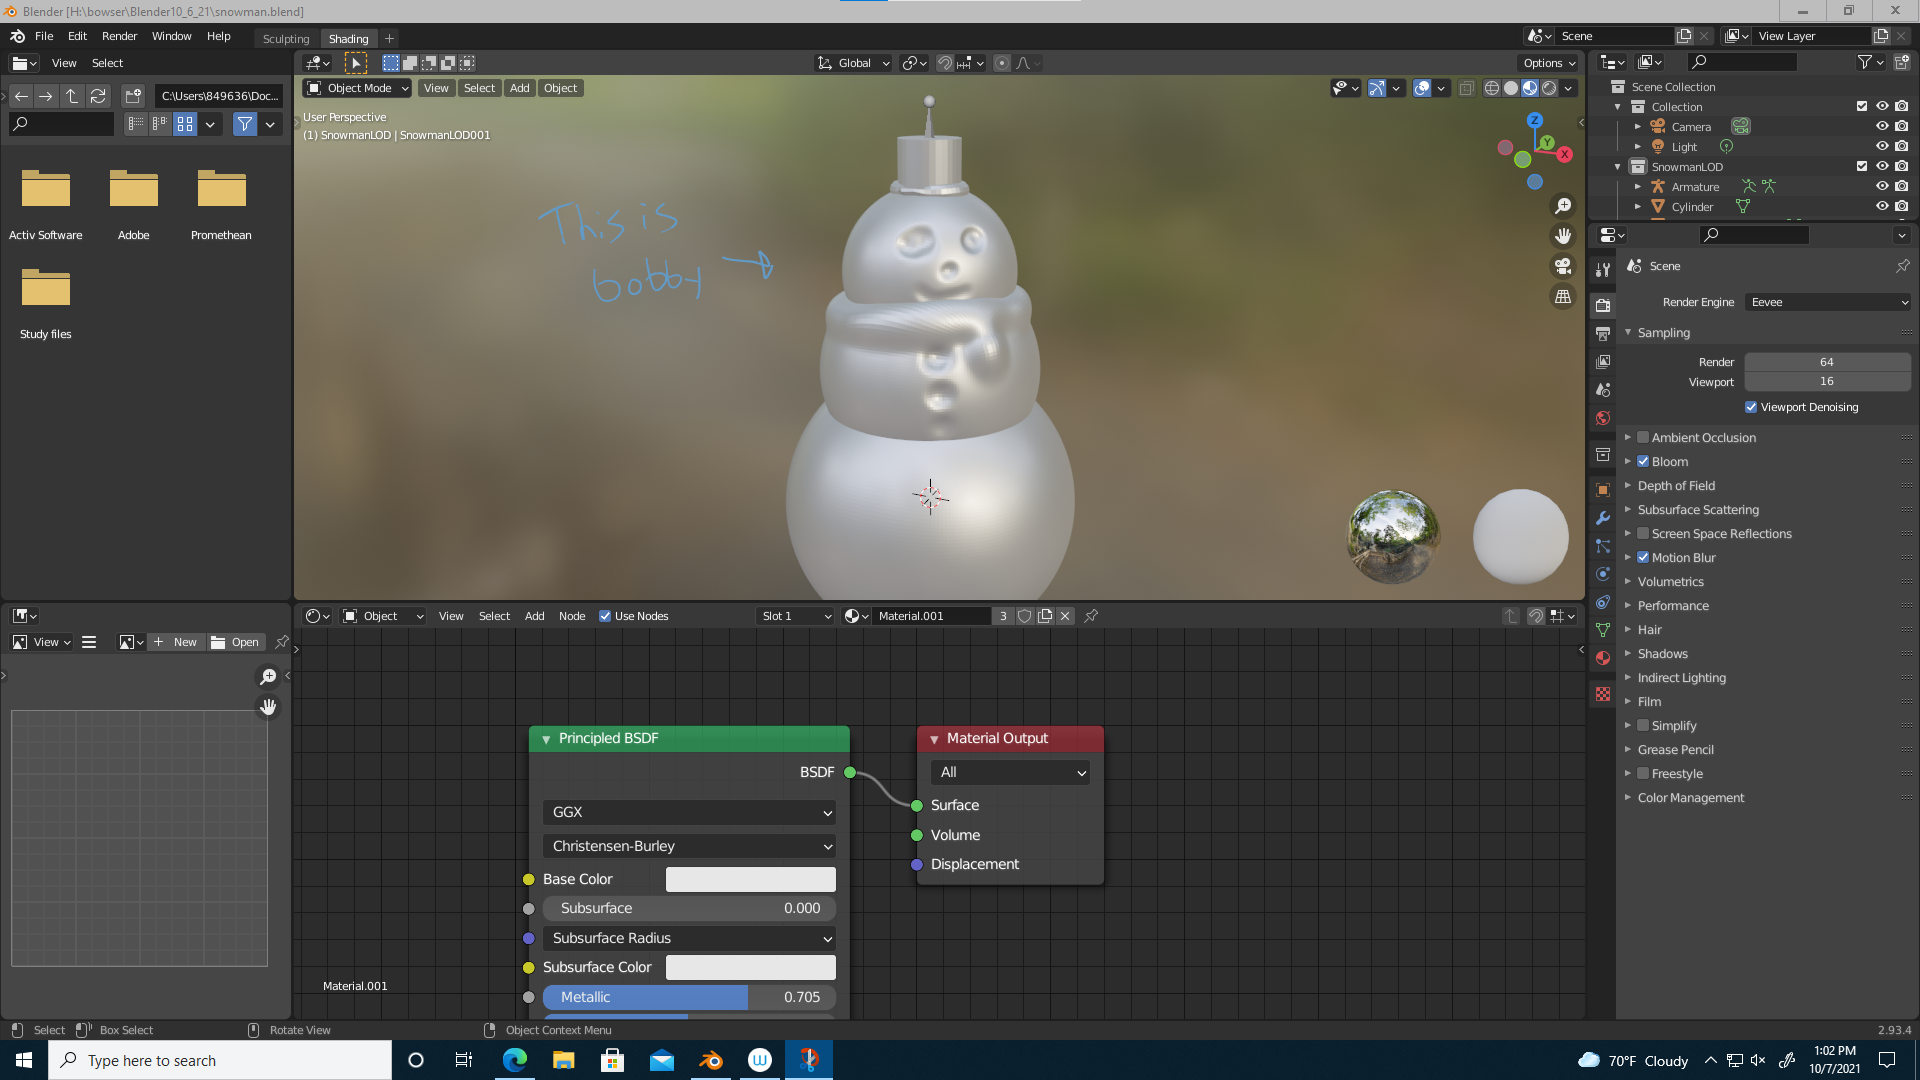 Blender [H:\bowser\Blender10_6_21\snowman.blend]
File Edit Render Window Help Sculpting Shading + Scene View Layer
View Select Global Options
C:\Users\849636\Doc... Object Mode View Select Add Object
User Perspective
(1) SnowmanLOD | SnowmanLOD001
Z
Y
X
This is
bobby
Activ Software Adobe Promethean
Study files
Scene Collection
Collection
Camera
Light
SnowmanLOD
Armature
Cylinder
Scene
Render Engine Eevee
Sampling
Render 64
Viewport 16
Viewport Denoising
Ambient Occlusion
Bloom
Depth of Field
Subsurface Scattering
Screen Space Reflections
Motion Blur
Volumetrics
Performance
Hair
Shadows
Indirect Lighting
Film
Simplify
Grease Pencil
Freestyle
Color Management
View + New Open
Object View Select Add Node Use Nodes Slot 1 Material.001 3
Principled BSDF
BSDF
GGX
Christensen-Burley
Base Color
Subsurface 0.000
Subsurface Radius
Subsurface Color
Metallic 0.705
Material Output
All
Surface
Volume
Displacement
Material.001
Select Box Select Rotate View Object Context Menu 2.93.4
Type here to search W 70°F Cloudy 1:02 PM
10/7/2021